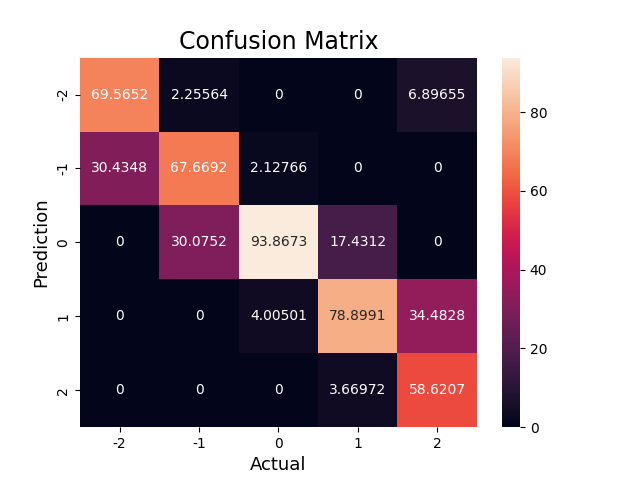 Confusion Matrix
-2 69.5652 2.25564 0 0 6.89655
-1 30.4348 67.6692 2.12766 0 0
0 0 30.0752 93.8673 17.4312 0
1 0 0 4.00501 78.8991 34.4828
2 0 0 0 3.66972 58.6207
-2 -1 0 1 2
Prediction
Actual
80
60
40
20
0